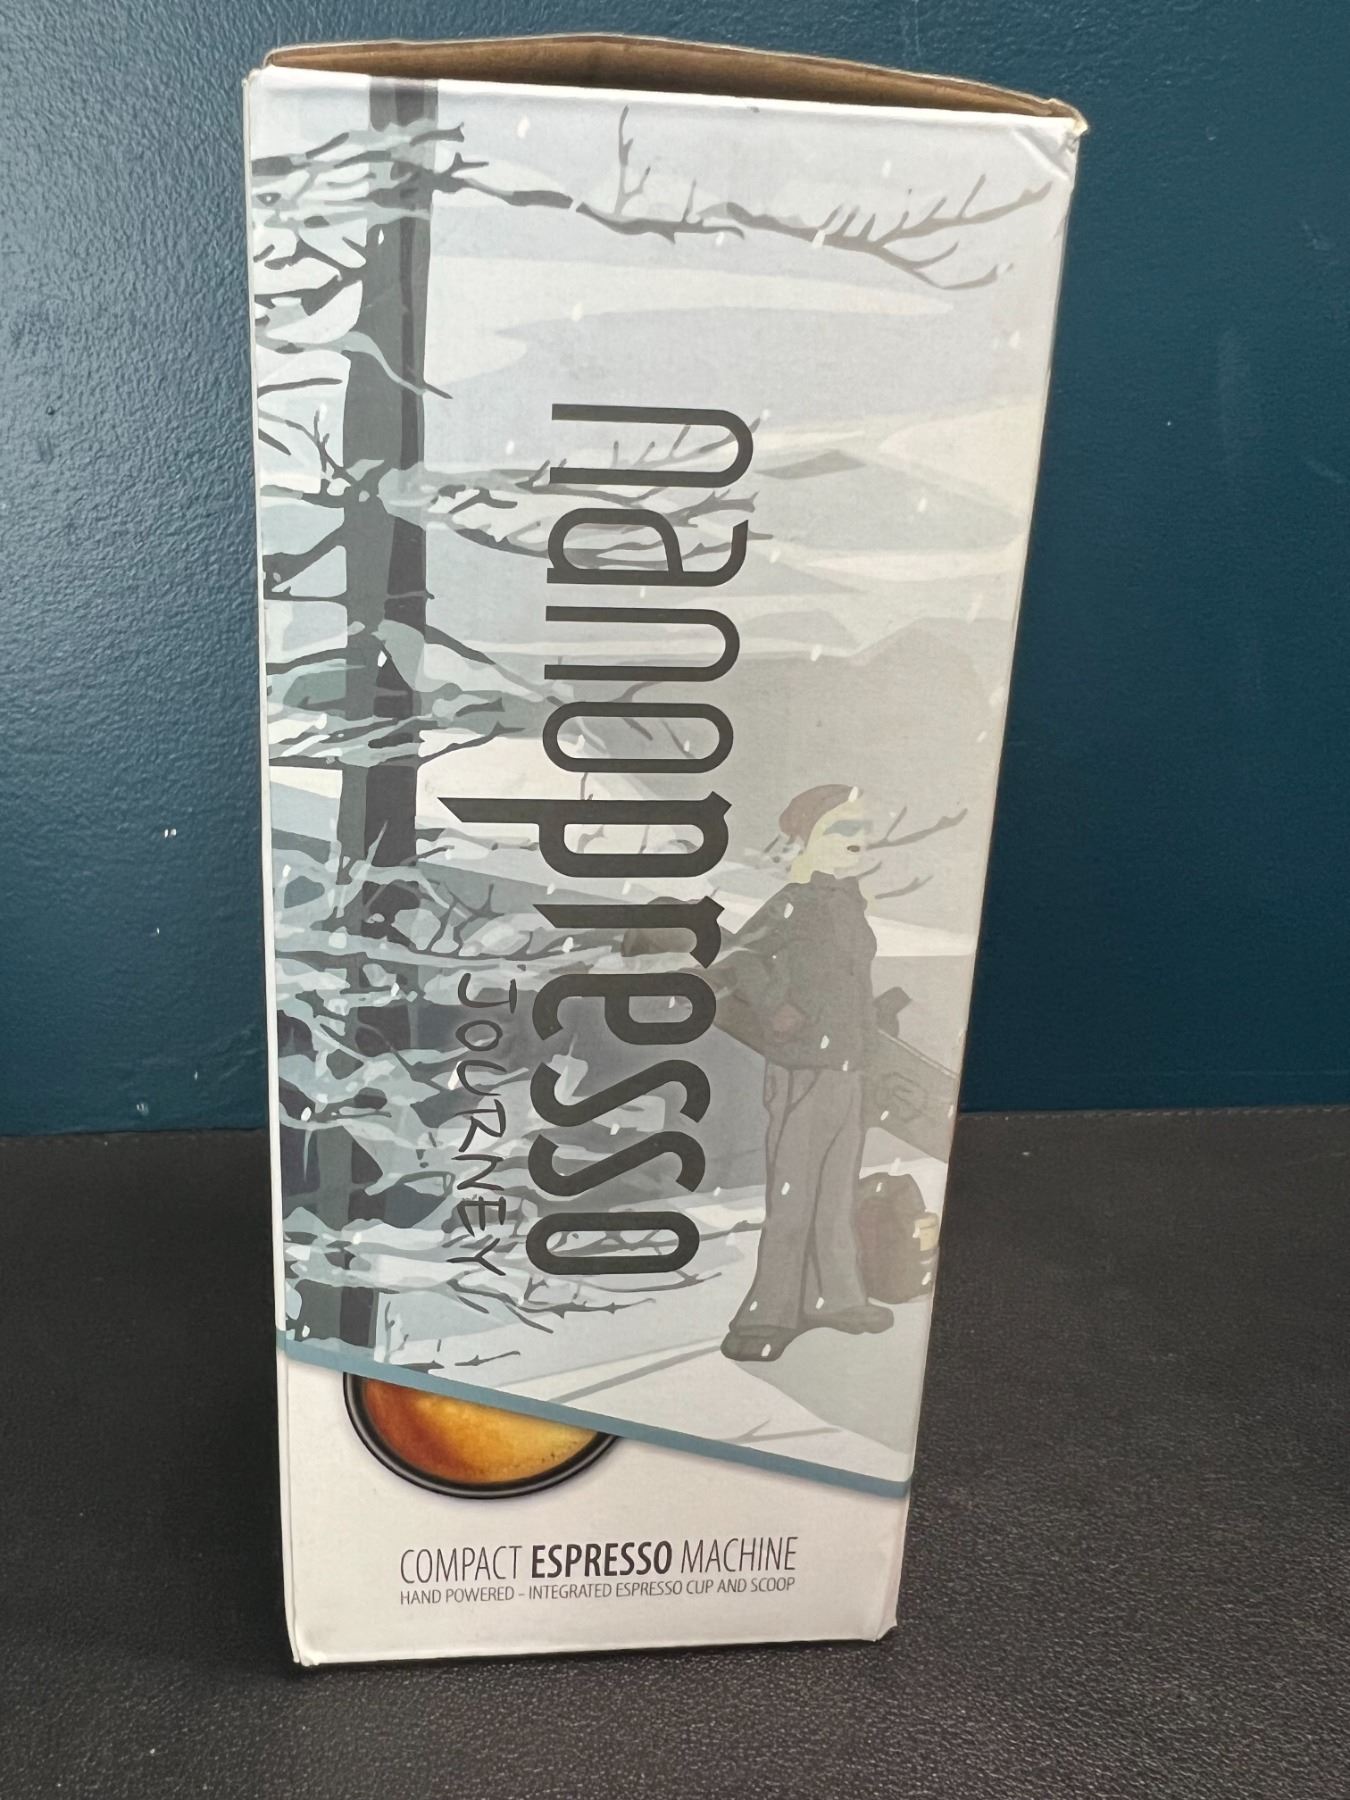 nanopresso
JOURNEY
COMPACT ESPRESSO MACHINE
HAND POWERED – INTEGRATED ESPRESSO CUP AND SCOOP